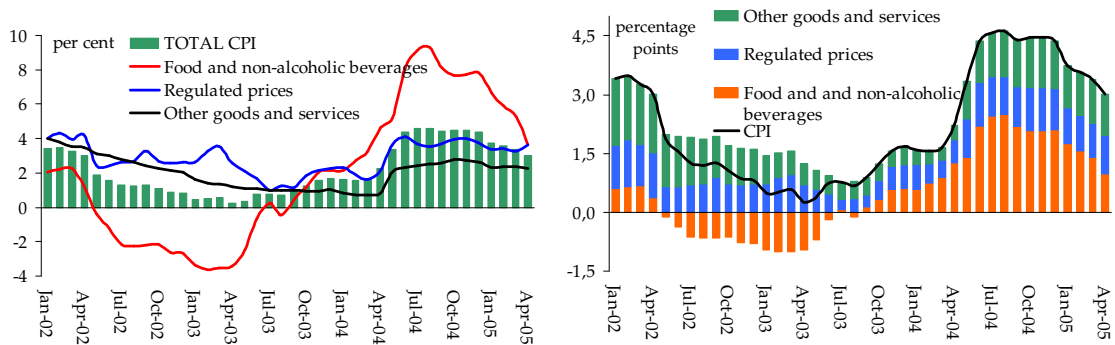 per cent
TOTAL CPI
Food and non-alcoholic beverages
Regulated prices
Other goods and services
10
8
6
4
2
0
-2
-4
Jan-02
Apr-02
Jul-02
Oct-02
Jan-03
Apr-03
Jul-03
Oct-03
Jan-04
Apr-04
Jul-04
Oct-04
Jan-05
Apr-05
percentage
points
Other goods and services
Regulated prices
Food and and non-alcoholic
beverages
CPI
4,5
3,0
1,5
0,0
-1,5
Jan-02
Apr-02
Jul-02
Oct-02
Jan-03
Apr-03
Jul-03
Oct-03
Jan-04
Apr-04
Jul-04
Oct-04
Jan-05
Apr-05